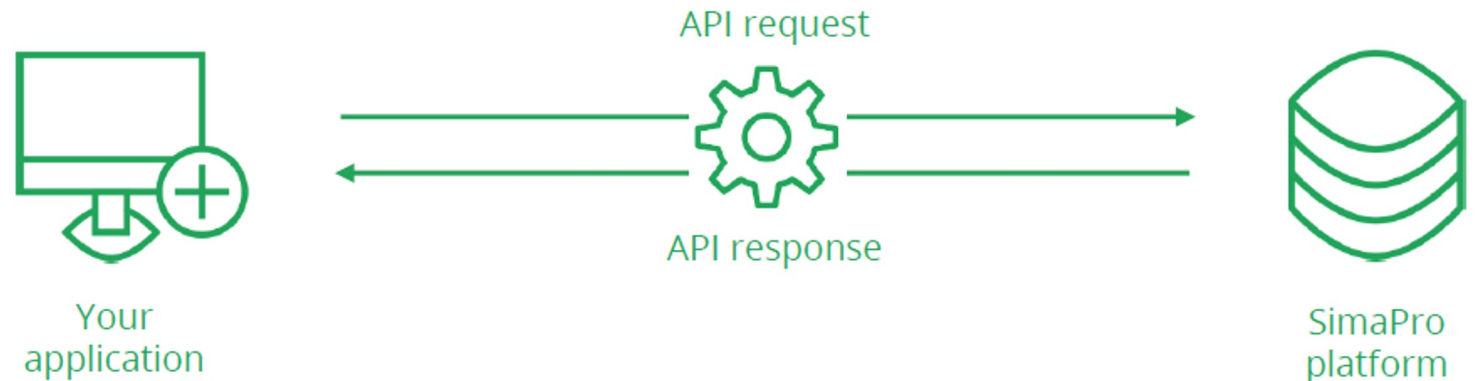 API request
API response
Your
application
SimaPro
platform